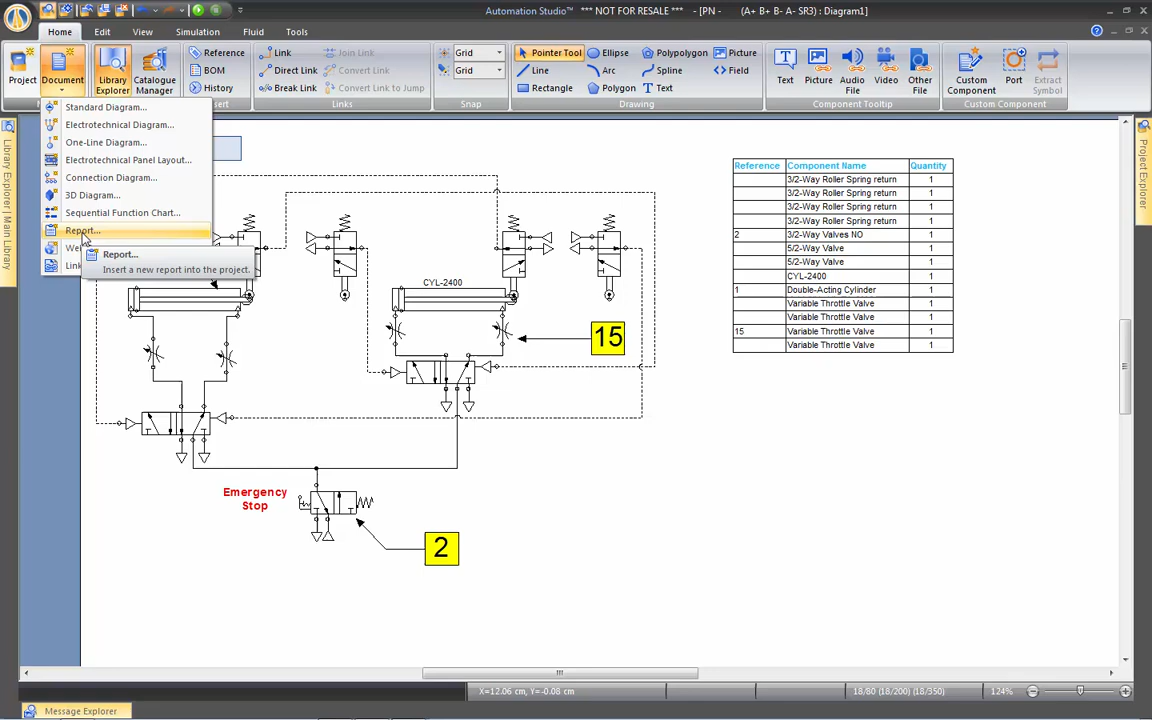 Automation Studio™ *** NOT FOR RESALE *** - [PN - (A+ B+ B- A- SR3) : Diagram1]
Home Edit View Simulation Fluid Tools
Project Document Library Explorer Catalogue Manager
Reference
BOM
History
Link Join Link
Direct Link Convert Link
Break Link Convert Link to Jump
Links
Grid
Grid
Snap
Pointer Tool Ellipse Polypolygon Picture
Line Arc Spline Field
Rectangle Polygon Text
Drawing
Text Picture Audio File Video Other File
Component Tooltip
Custom Component Port Extract Symbol
Custom Component
Standard Diagram...
Electrotechnical Diagram...
One-Line Diagram...
Electrotechnical Panel Layout...
Connection Diagram...
3D Diagram...
Sequential Function Chart...
Report...
Report...
Insert a new report into the project.
Library Explorer | Main Library
Project Explorer
CYL-2400
15
Emergency
Stop
2
Reference Component Name Quantity
3/2-Way Roller Spring return 1
3/2-Way Roller Spring return 1
3/2-Way Roller Spring return 1
3/2-Way Roller Spring return 1
2 3/2-Way Valves NO 1
5/2-Way Valve 1
5/2-Way Valve 1
CYL-2400 1
1 Double-Acting Cylinder 1
Variable Throttle Valve 1
Variable Throttle Valve 1
15 Variable Throttle Valve 1
Variable Throttle Valve 1
X=12.06 cm, Y=-0.08 cm 18/80 (18/200) (18/350) 124%
Message Explorer